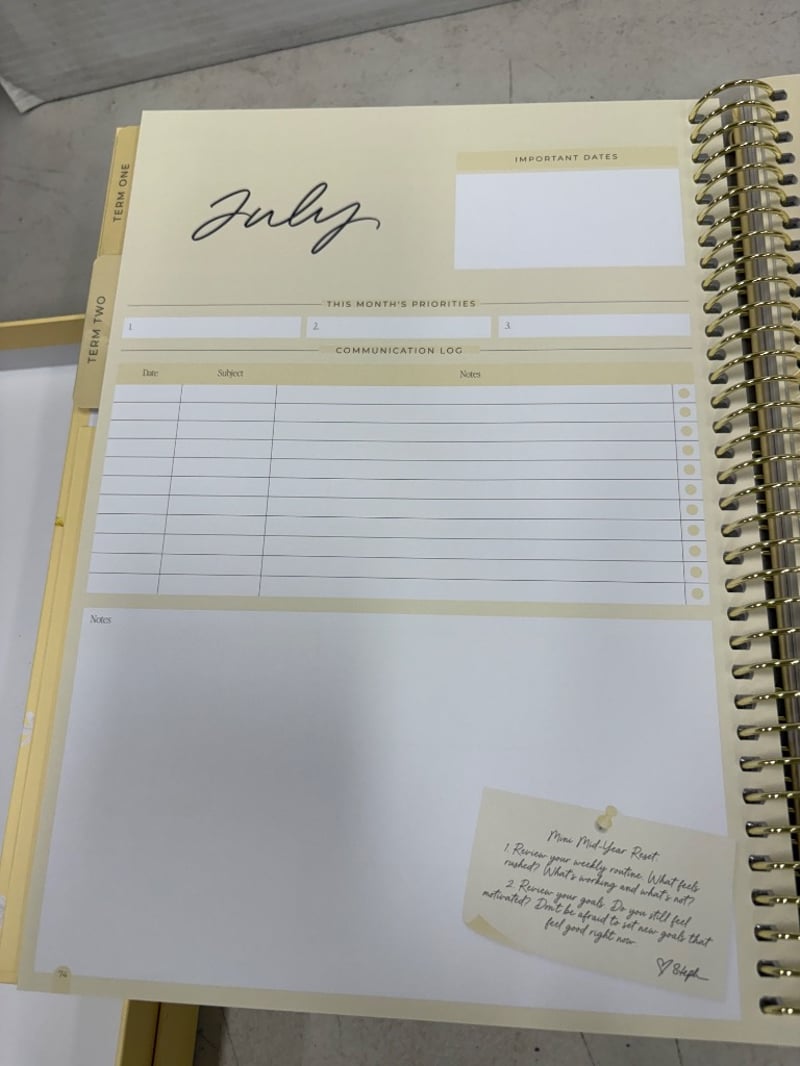 TERM ONE
TERM TWO
July
IMPORTANT DATES
THIS MONTH'S PRIORITIES
1.
2.
3.
COMMUNICATION LOG
Date Subject Notes
Notes
Mini Mid-Year Reset:
1. Review your weekly routine. What feels
rushed? What's working and what's not?
2. Review your goals. Do you still feel
motivated? Don't be afraid to set new goals that
feel good right now
♡ Steph
74